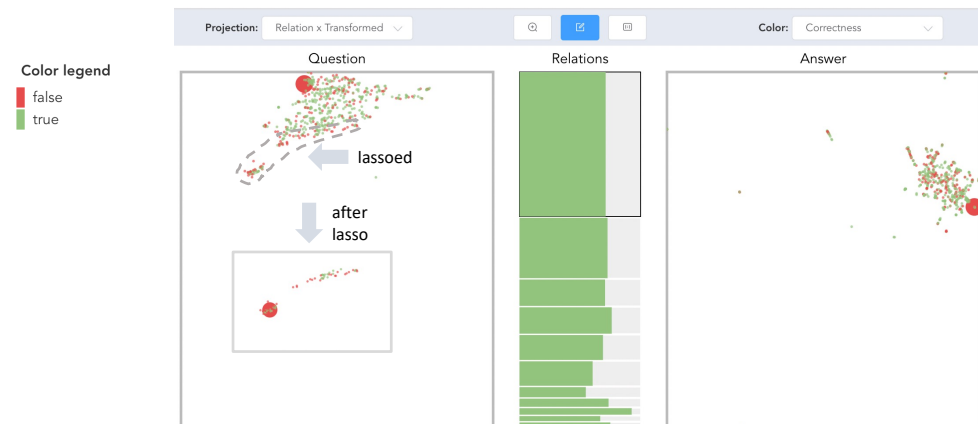 Projection: Relation x Transformed
Color: Correctness
Question
Relations
Answer
Color legend
false
true
lassoed
after
lasso